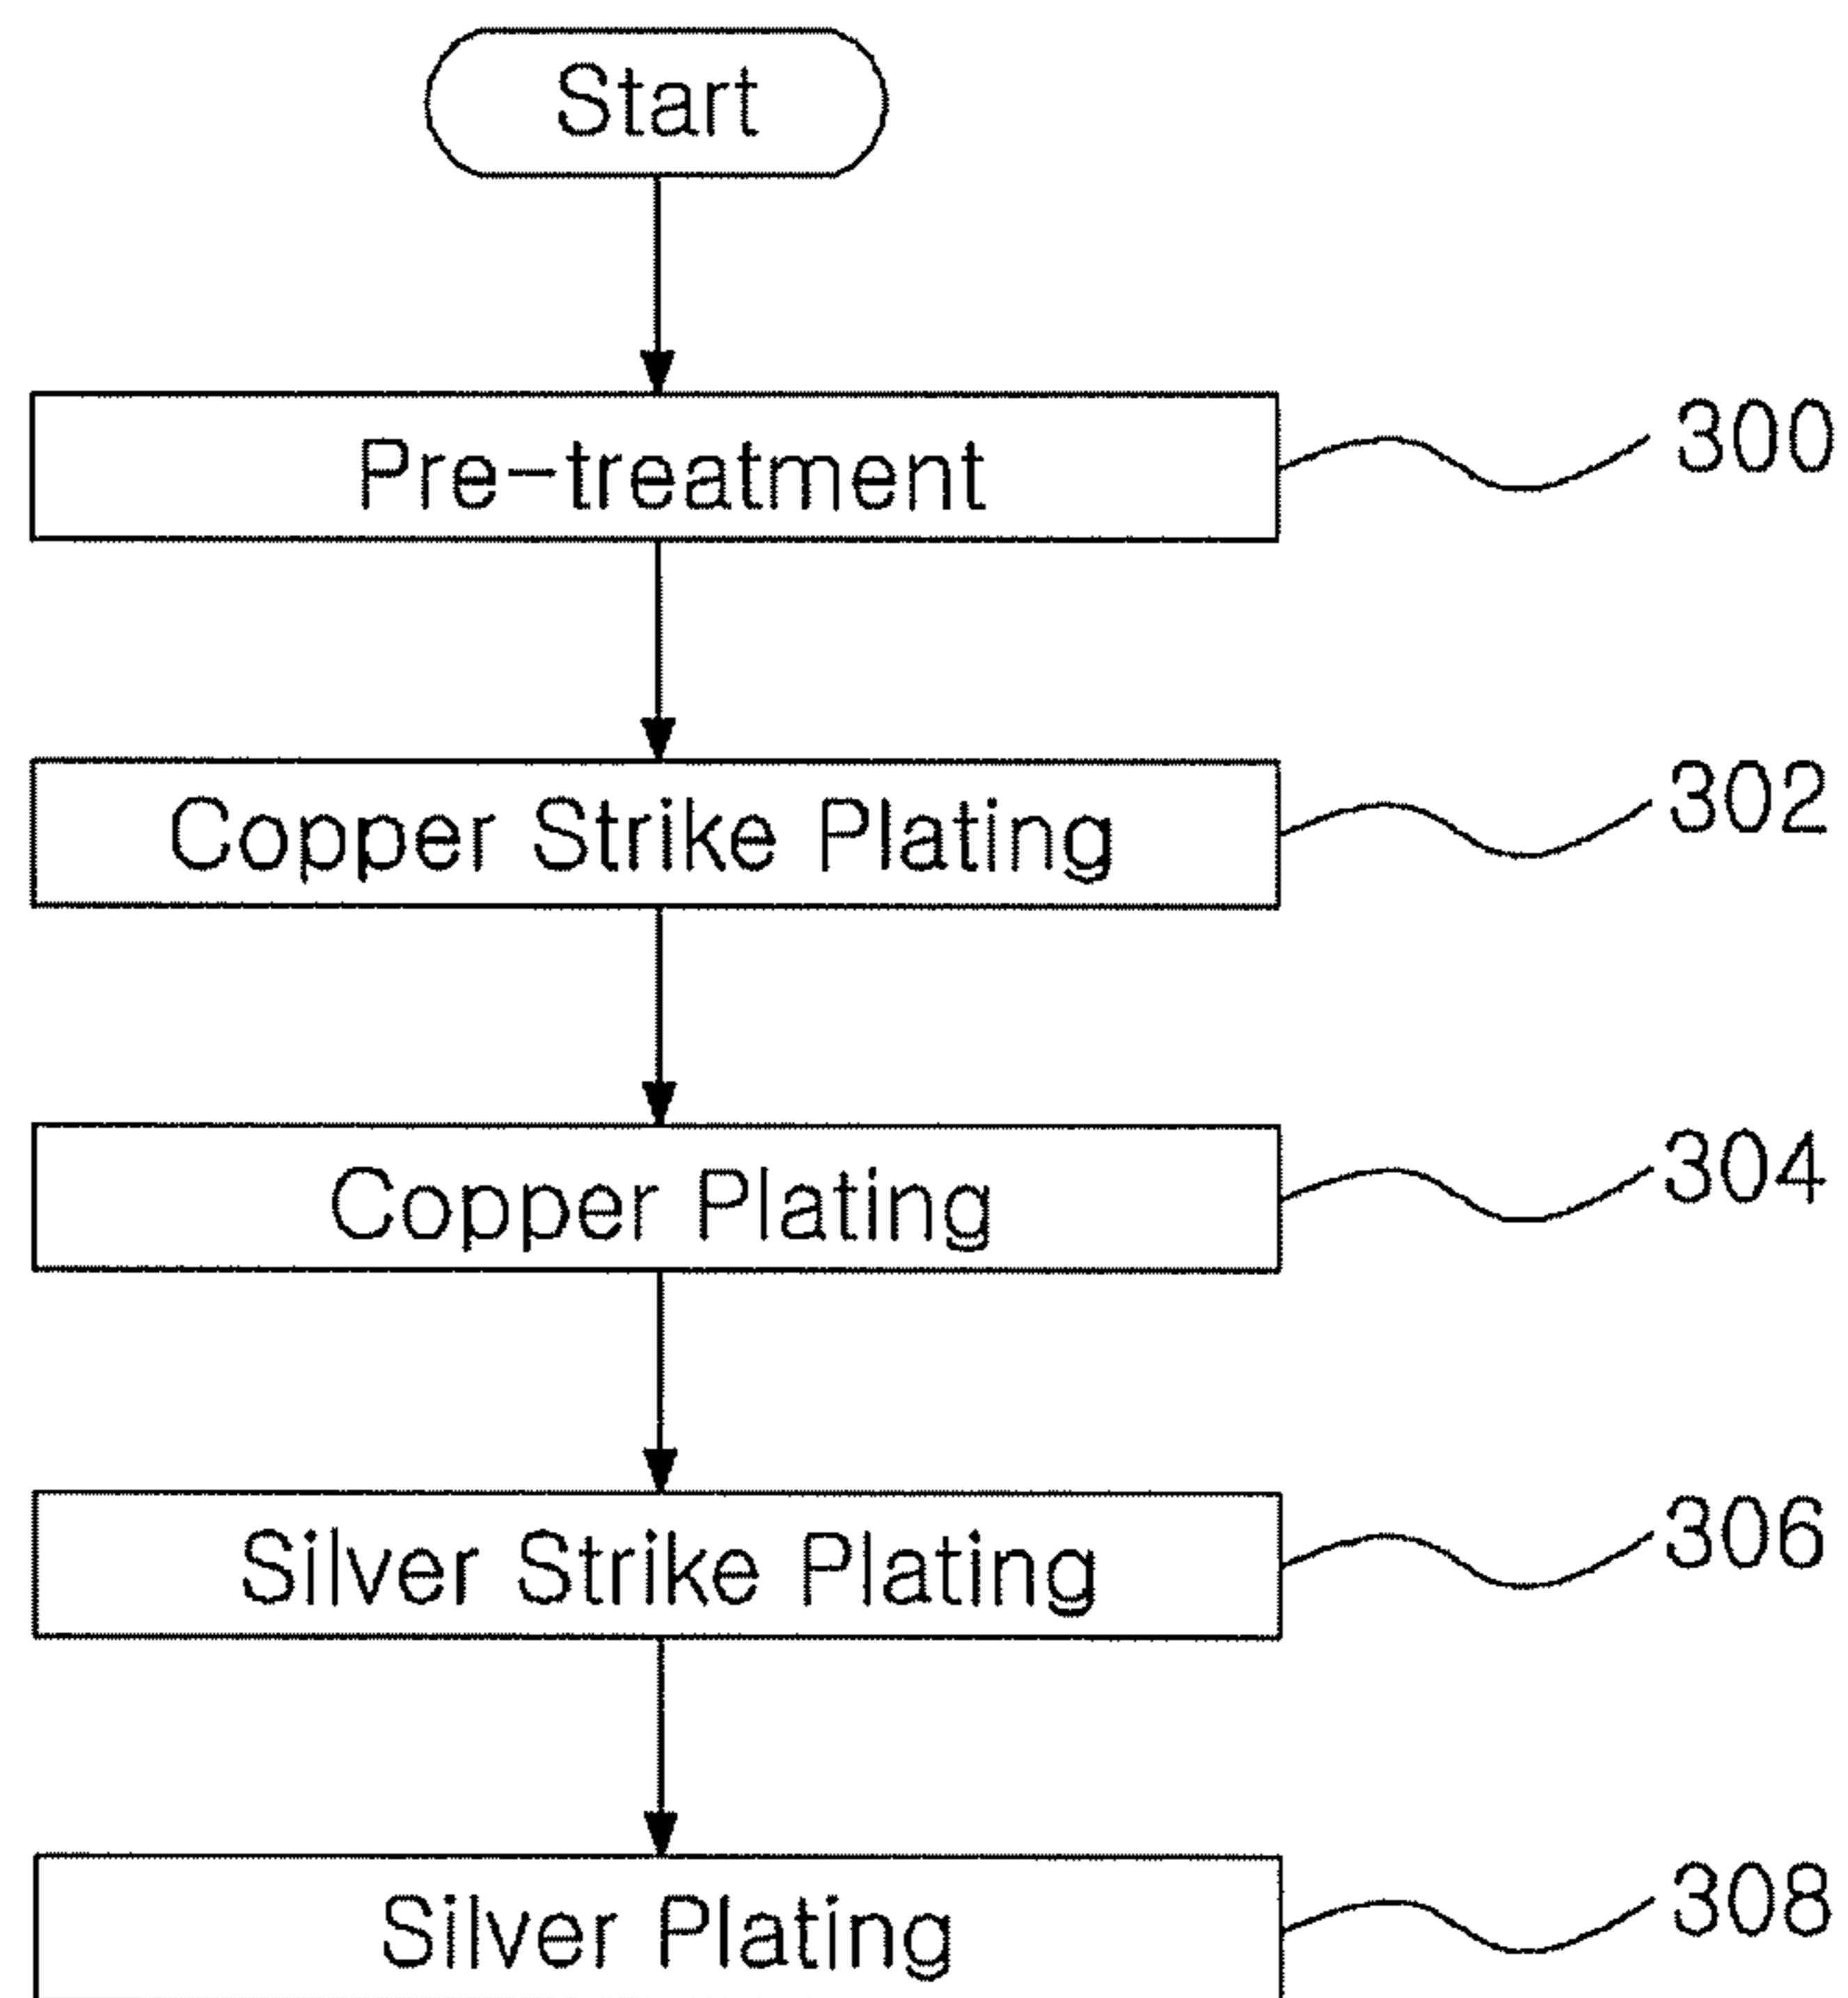 Start
Pre-treatment
300
Copper Strike Plating
302
Copper Plating
304
Silver Strike Plating
306
Silver Plating
308